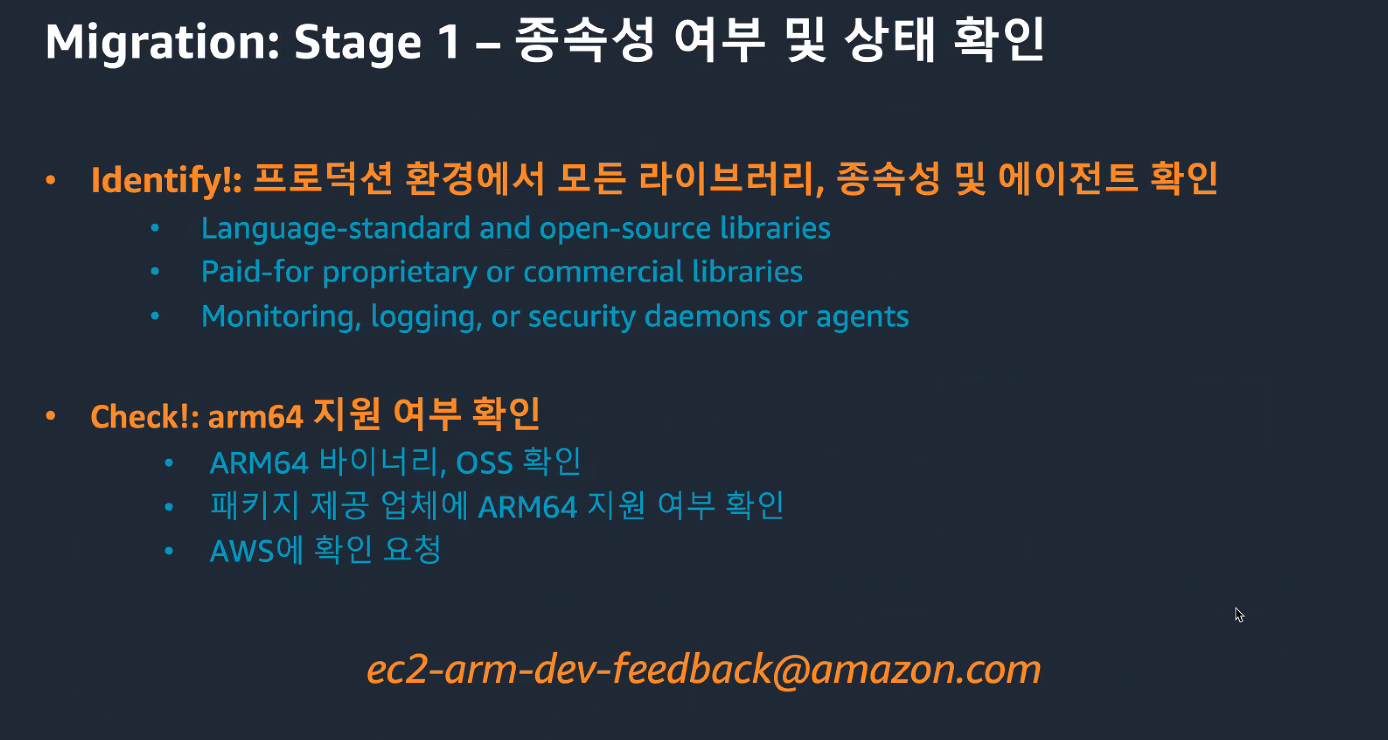 Migration: Stage 1 – 종속성 여부 및 상태 확인
• Identify!: 프로덕션 환경에서 모든 라이브러리, 종속성 및 에이전트 확인
• Language-standard and open-source libraries
• Paid-for proprietary or commercial libraries
• Monitoring, logging, or security daemons or agents
• Check!: arm64 지원 여부 확인
• ARM64 바이너리, OSS 확인
• 패키지 제공 업체에 ARM64 지원 여부 확인
• AWS에 확인 요청
ec2-arm-dev-feedback@amazon.com